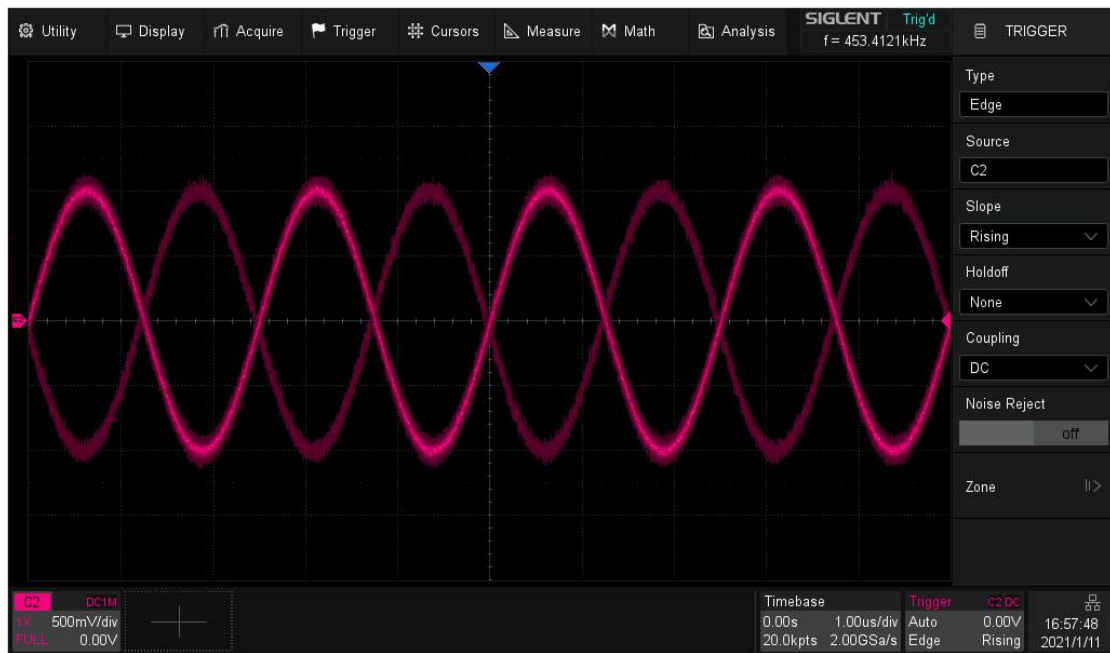 Utility Display Acquire Trigger Cursors Measure Math Analysis SIGLENT Trig'd
f = 453.4121kHz
TRIGGER
Type
Edge
Source
C2
Slope
Rising
Holdoff
None
Coupling
DC
Noise Reject
off
Zone
C2 DC1M
1X 500mV/div
FULL 0.00V
Timebase
0.00s 1.00us/div
20.0kpts 2.00GSa/s
Trigger C2 DC
Auto 0.00V
Edge Rising
16:57:48
2021/1/11